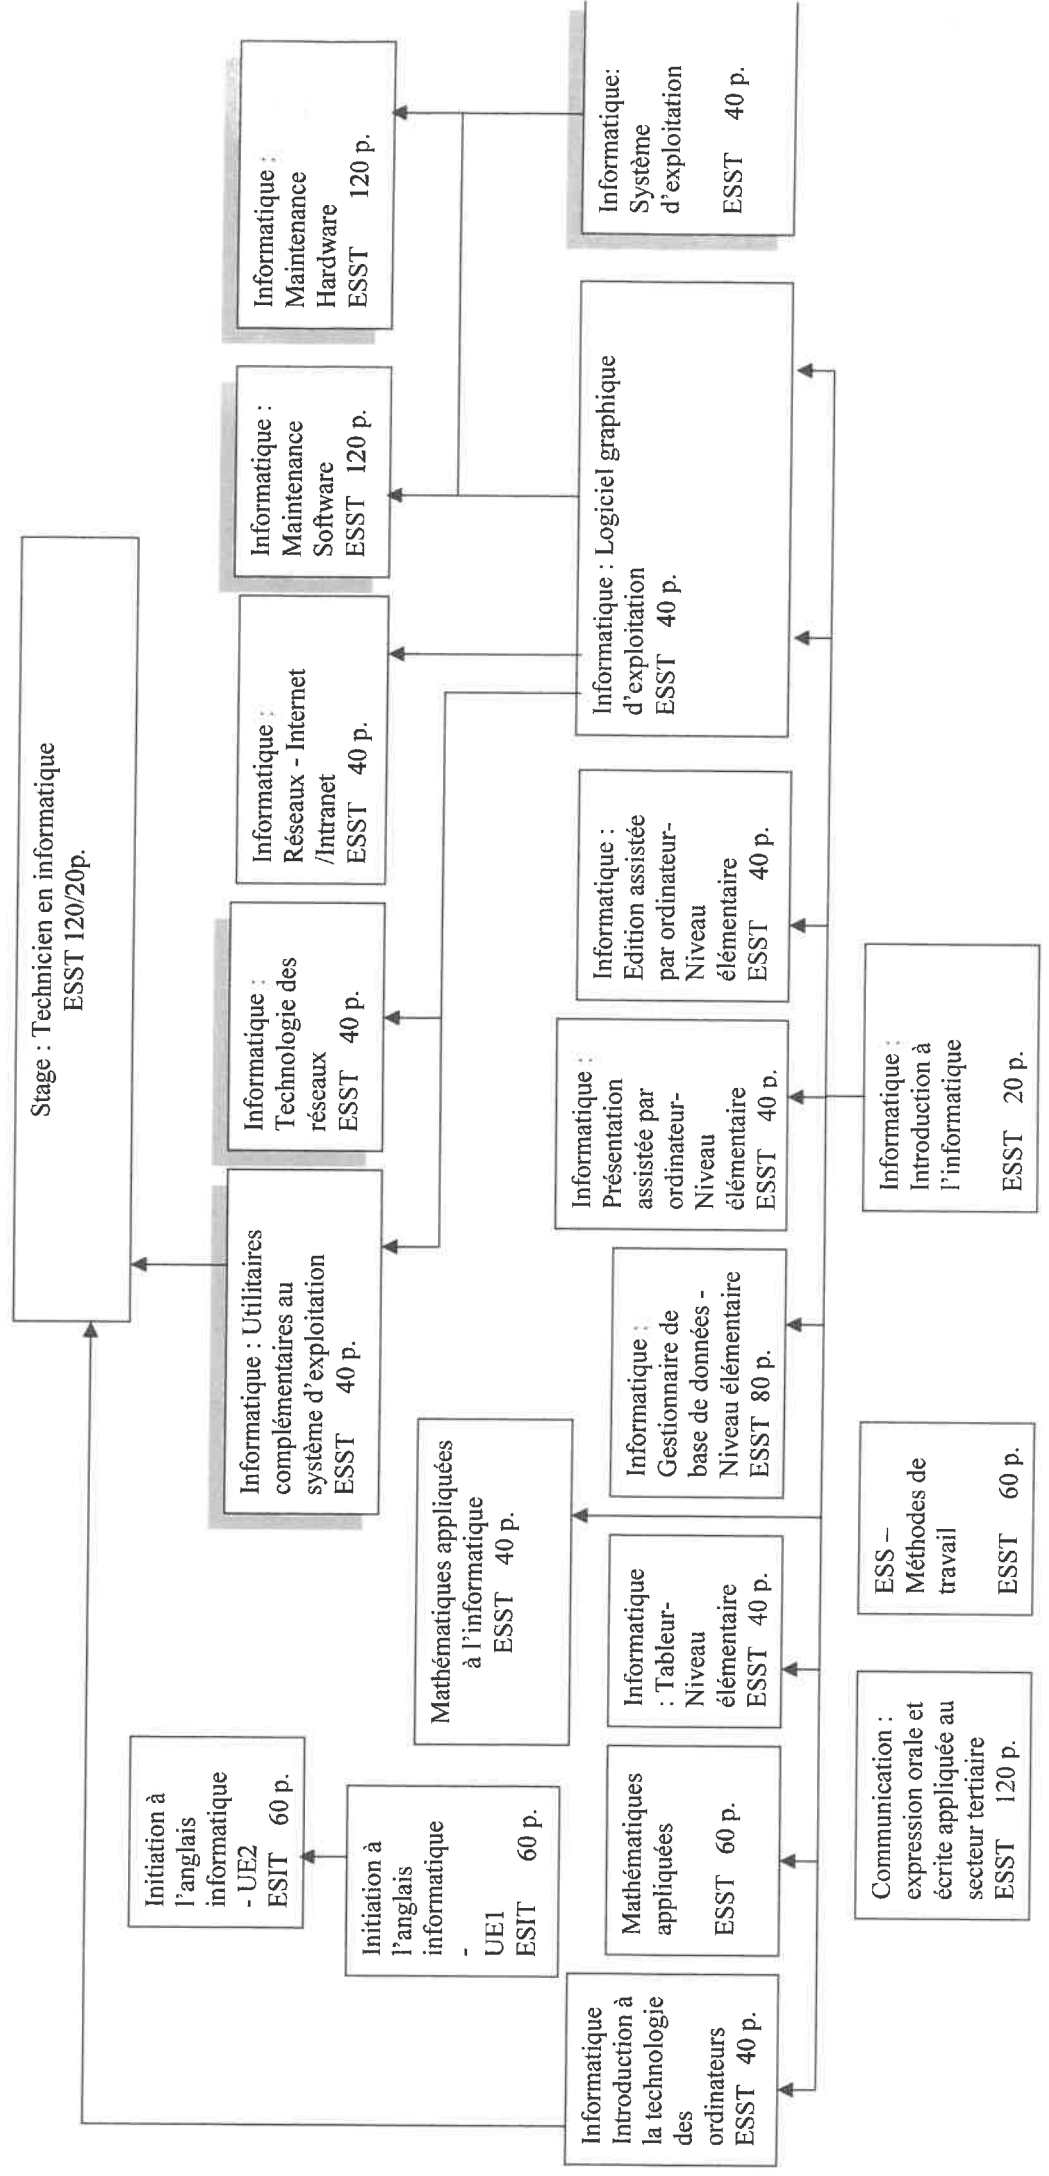 Stage : Technicien en informatique
ESST 120/20p.
Initiation à
l'anglais
informatique
- UE2
ESIT 60 p.
Informatique : Utilitaires
complémentaires au
système d'exploitation
ESST 40 p.
Informatique :
Technologie des
réseaux
ESST 40 p.
Informatique :
Réseaux - Internet
/Intranet
ESST 40 p.
Informatique :
Maintenance
Software
ESST 120 p.
Informatique :
Maintenance
Hardware
ESST 120 p.
Initiation à
l'anglais
informatique
-
UE1
ESIT 60 p.
Mathématiques appliquées
à l'informatique
ESST 40 p.
Informatique
Introduction à
la technologie
des
ordinateurs
ESST 40 p.
Mathématiques
appliquées
ESST 60 p.
Informatique
: Tableur-
Niveau
élémentaire
ESST 40 p.
Informatique :
Gestionnaire de
base de données -
Niveau élémentaire
ESST 80 p.
Informatique :
Présentation
assistée par
ordinateur-
Niveau
élémentaire
ESST 40 p.
Informatique :
Edition assistée
par ordinateur-
Niveau
élémentaire
ESST 40 p.
Informatique : Logiciel graphique
d'exploitation
ESST 40 p.
Informatique:
Système
d'exploitation
ESST 40 p.
Communication :
expression orale et
écrite appliquée au
secteur tertiaire
ESST 120 p.
ESS –
Méthodes de
travail
ESST 60 p.
Informatique :
Introduction à
l'informatique
ESST 20 p.